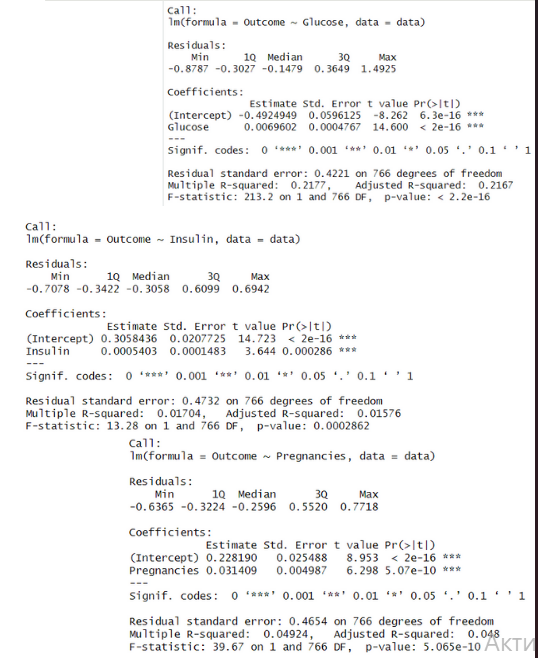 Call:
lm(formula = Outcome ~ Glucose, data = data)
Residuals:
Min 1Q Median 3Q Max
-0.8787 -0.3027 -0.1479 0.3649 1.4925
Coefficients:
Estimate Std. Error t value Pr(>|t|)
(Intercept) -0.4924949 0.0596125 -8.262 6.3e-16 ***
Glucose 0.0069602 0.0004767 14.600 < 2e-16 ***
---
Signif. codes: 0 ‘***’ 0.001 ‘**’ 0.01 ‘*’ 0.05 ‘.’ 0.1 ‘ ’ 1
Residual standard error: 0.4221 on 766 degrees of freedom
Multiple R-squared: 0.2177, Adjusted R-squared: 0.2167
F-statistic: 213.2 on 1 and 766 DF, p-value: < 2.2e-16
Call:
lm(formula = Outcome ~ Insulin, data = data)
Residuals:
Min 1Q Median 3Q Max
-0.7078 -0.3422 -0.3058 0.6099 0.6942
Coefficients:
Estimate Std. Error t value Pr(>|t|)
(Intercept) 0.3058436 0.0207725 14.723 < 2e-16 ***
Insulin 0.0005403 0.0001483 3.644 0.000286 ***
---
Signif. codes: 0 ‘***’ 0.001 ‘**’ 0.01 ‘*’ 0.05 ‘.’ 0.1 ‘ ’ 1
Residual standard error: 0.4732 on 766 degrees of freedom
Multiple R-squared: 0.01704, Adjusted R-squared: 0.01576
F-statistic: 13.28 on 1 and 766 DF, p-value: 0.0002862
Call:
lm(formula = Outcome ~ Pregnancies, data = data)
Residuals:
Min 1Q Median 3Q Max
-0.6365 -0.3224 -0.2596 0.5520 0.7718
Coefficients:
Estimate Std. Error t value Pr(>|t|)
(Intercept) 0.228190 0.025488 8.953 < 2e-16 ***
Pregnancies 0.031409 0.004987 6.298 5.07e-10 ***
---
Signif. codes: 0 ‘***’ 0.001 ‘**’ 0.01 ‘*’ 0.05 ‘.’ 0.1 ‘ ’ 1
Residual standard error: 0.4654 on 766 degrees of freedom
Multiple R-squared: 0.04924, Adjusted R-squared: 0.048
F-statistic: 39.67 on 1 and 766 DF, p-value: 5.065e-10
Акти